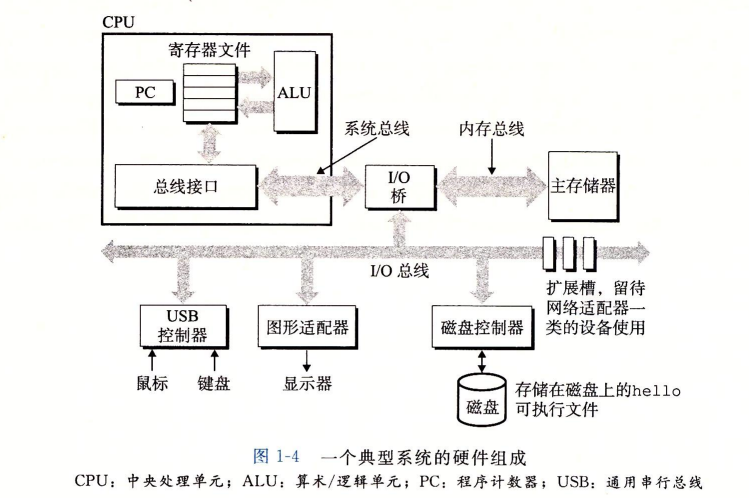 CPU
寄存器文件
PC
ALU
系统总线
内存总线
总线接口
I/O
桥
主存储器
I/O 总线
扩展槽，留待
网络适配器一
类的设备使用
USB
控制器
图形适配器
磁盘控制器
鼠标
键盘
显示器
磁盘
存储在磁盘上的hello
可执行文件
图 1-4 一个典型系统的硬件组成
CPU：中央处理单元；ALU：算术/逻辑单元；PC：程序计数器；USB：通用串行总线